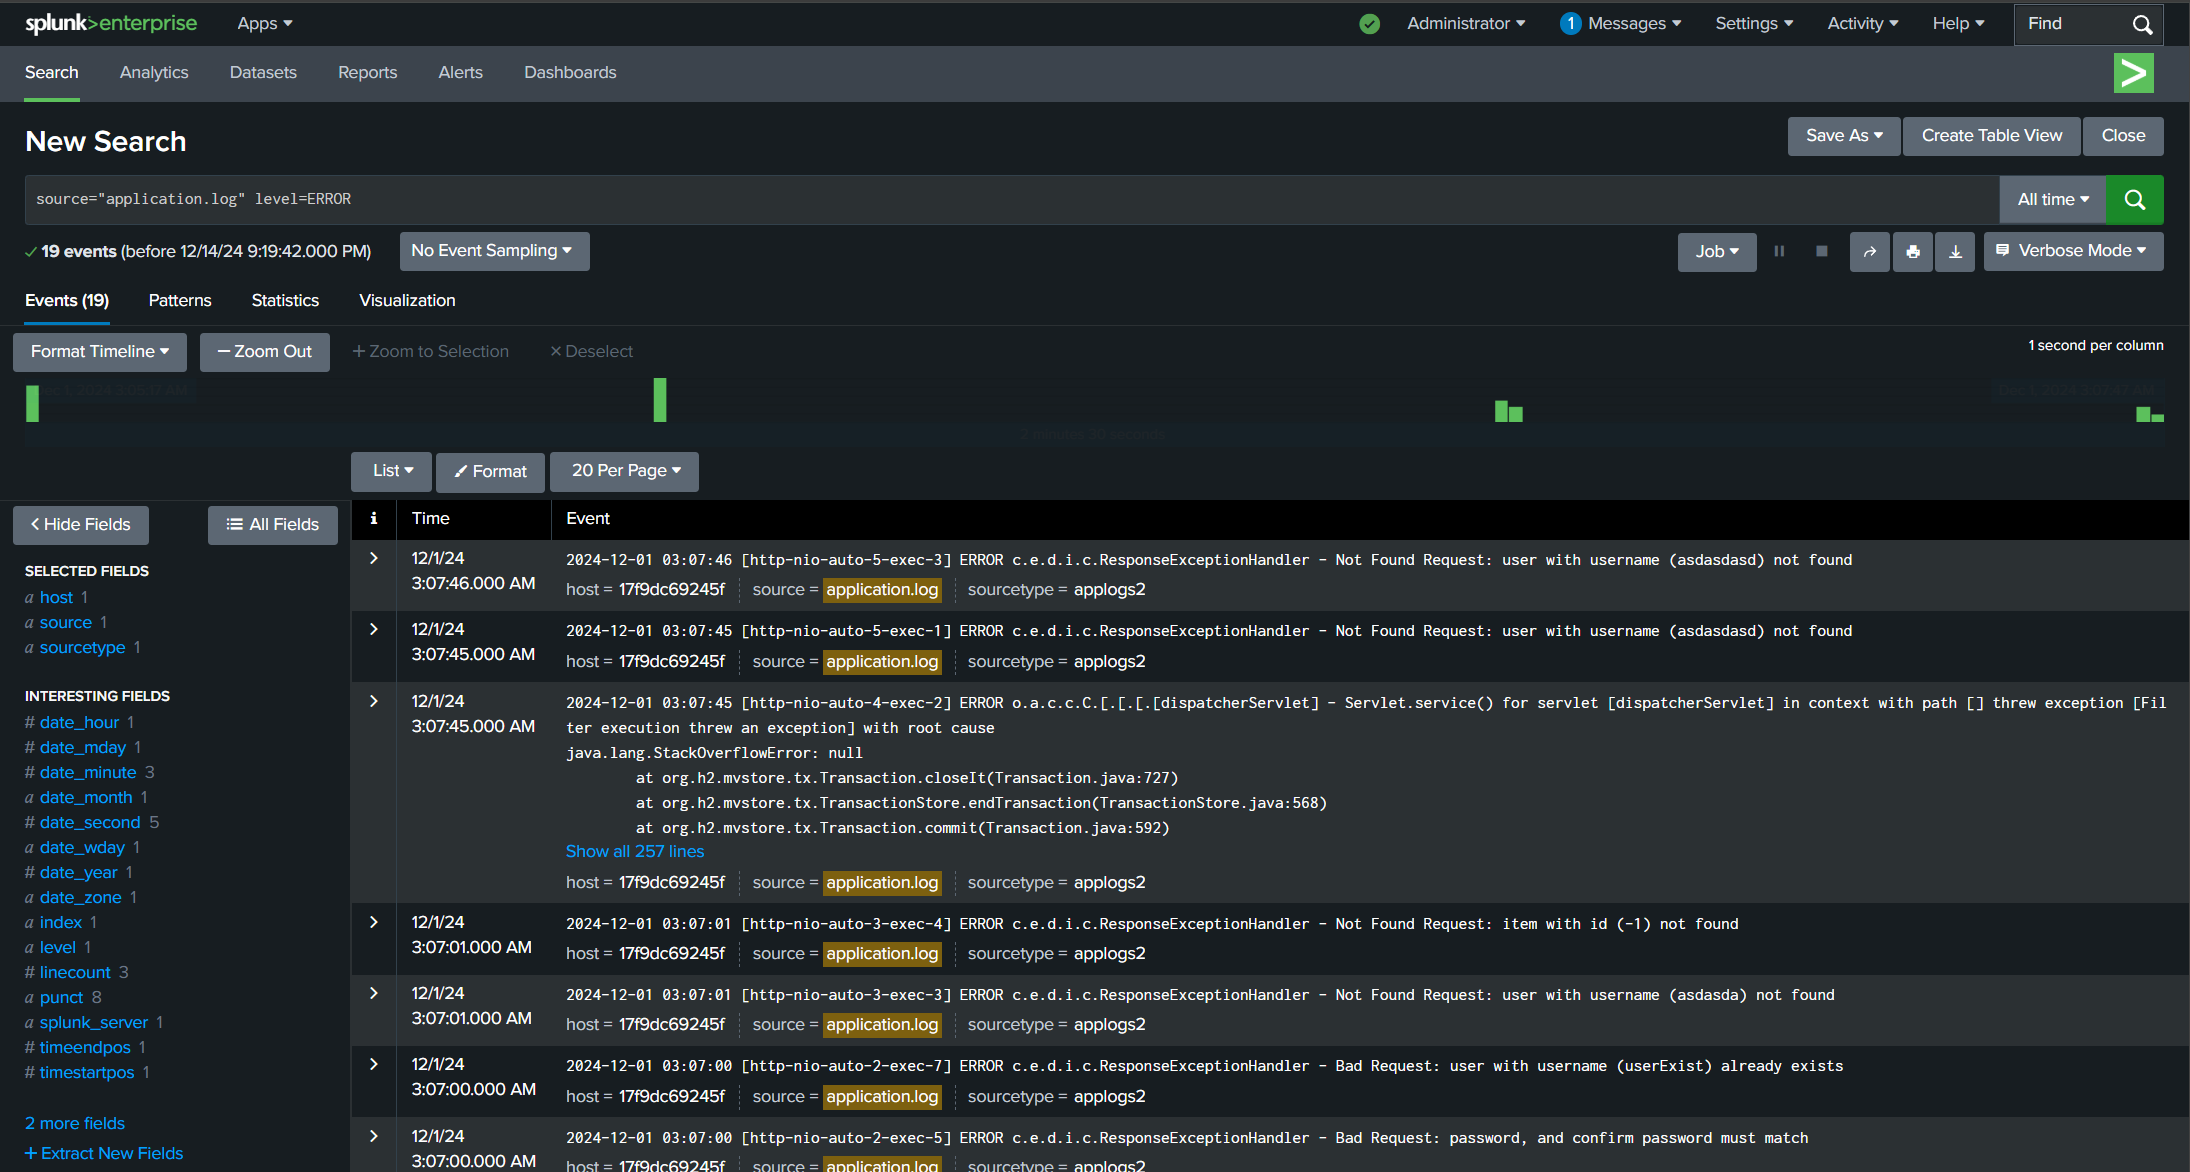 splunk>enterprise Apps Administrator 1 Messages Settings Activity Help Find
Search Analytics Datasets Reports Alerts Dashboards
New Search Save As Create Table View Close
source="application.log" level=ERROR All time
19 events (before 12/14/24 9:19:42.000 PM) No Event Sampling Job Verbose Mode
Events (19) Patterns Statistics Visualization
Format Timeline — Zoom Out + Zoom to Selection × Deselect 1 second per column
2 minutes 30 seconds
List Format 20 Per Page
Hide Fields All Fields
SELECTED FIELDS
a host 1
a source 1
a sourcetype 1
INTERESTING FIELDS
# date_hour 1
# date_mday 1
# date_minute 3
a date_month 1
# date_second 5
a date_wday 1
# date_year 1
a date_zone 1
a index 1
a level 1
# linecount 3
a punct 8
a splunk_server 1
# timeendpos 1
# timestartpos 1
2 more fields
+ Extract New Fields
i Time Event
12/1/24
3:07:46.000 AM
2024-12-01 03:07:46 [http-nio-auto-5-exec-3] ERROR c.e.d.i.c.ResponseExceptionHandler - Not Found Request: user with username (asdasdasd) not found
host = 17f9dc69245f source = application.log sourcetype = applogs2
12/1/24
3:07:45.000 AM
2024-12-01 03:07:45 [http-nio-auto-5-exec-1] ERROR c.e.d.i.c.ResponseExceptionHandler - Not Found Request: user with username (asdasdasd) not found
host = 17f9dc69245f source = application.log sourcetype = applogs2
12/1/24
3:07:45.000 AM
2024-12-01 03:07:45 [http-nio-auto-4-exec-2] ERROR o.a.c.c.C.[.[.[.[dispatcherServlet] - Servlet.service() for servlet [dispatcherServlet] in context with path [] threw exception [Fil
ter execution threw an exception] with root cause
java.lang.StackOverflowError: null
at org.h2.mvstore.tx.Transaction.closeIt(Transaction.java:727)
at org.h2.mvstore.tx.TransactionStore.endTransaction(TransactionStore.java:568)
at org.h2.mvstore.tx.Transaction.commit(Transaction.java:592)
Show all 257 lines
host = 17f9dc69245f source = application.log sourcetype = applogs2
12/1/24
3:07:01.000 AM
2024-12-01 03:07:01 [http-nio-auto-3-exec-4] ERROR c.e.d.i.c.ResponseExceptionHandler - Not Found Request: item with id (-1) not found
host = 17f9dc69245f source = application.log sourcetype = applogs2
12/1/24
3:07:01.000 AM
2024-12-01 03:07:01 [http-nio-auto-3-exec-3] ERROR c.e.d.i.c.ResponseExceptionHandler - Not Found Request: user with username (asdasda) not found
host = 17f9dc69245f source = application.log sourcetype = applogs2
12/1/24
3:07:00.000 AM
2024-12-01 03:07:00 [http-nio-auto-2-exec-7] ERROR c.e.d.i.c.ResponseExceptionHandler - Bad Request: user with username (userExist) already exists
host = 17f9dc69245f source = application.log sourcetype = applogs2
12/1/24
3:07:00.000 AM
2024-12-01 03:07:00 [http-nio-auto-2-exec-5] ERROR c.e.d.i.c.ResponseExceptionHandler - Bad Request: password, and confirm password must match
host = 17f9dc69245f source = application.log sourcetype = applogs2